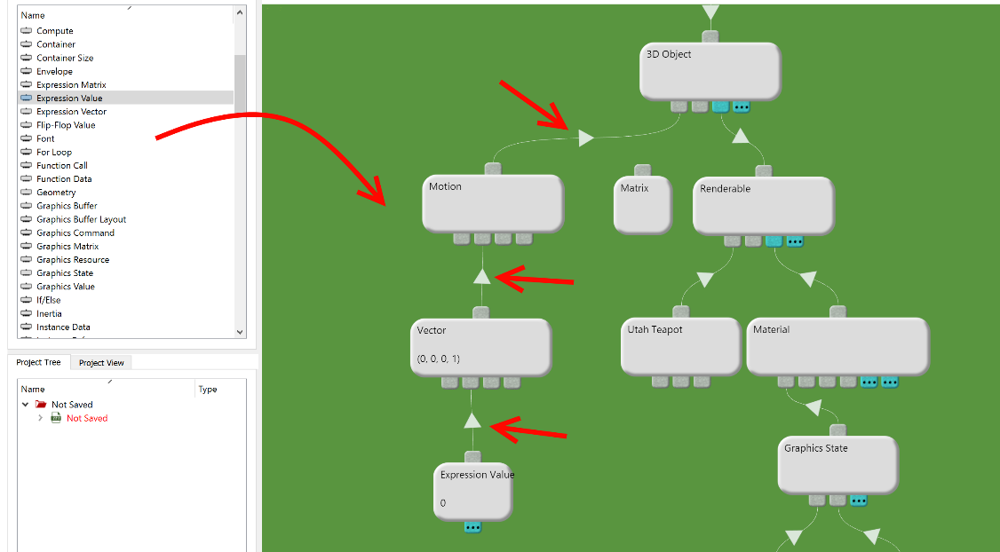 Name
Compute
Container
Container Size
Envelope
Expression Matrix
Expression Value
Expression Vector
Flip-Flop Value
Font
For Loop
Function Call
Function Data
Geometry
Graphics Buffer
Graphics Buffer Layout
Graphics Command
Graphics Matrix
Graphics Resource
Graphics State
Graphics Value
If/Else
Inertia
Instance Data
Project Tree
Project View
Name
Type
Not Saved
Not Saved
3D Object
Motion
Matrix
Renderable
Vector
(0, 0, 0, 1)
Utah Teapot
Material
Expression Value
0
Graphics State